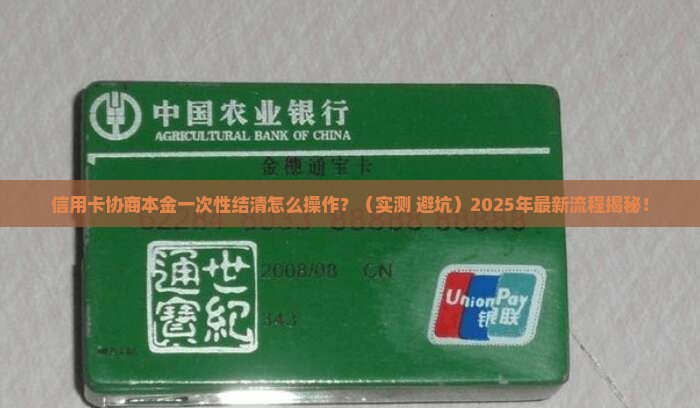 中国农业银行
AGRICULTURAL BANK OF CHINA
金穗通宝卡
信用卡协商本金一次性结清怎么操作？（实测 避坑）2025年最新流程揭秘！
2008/08 CN
世纪
通寶
343
UnionPay
银联